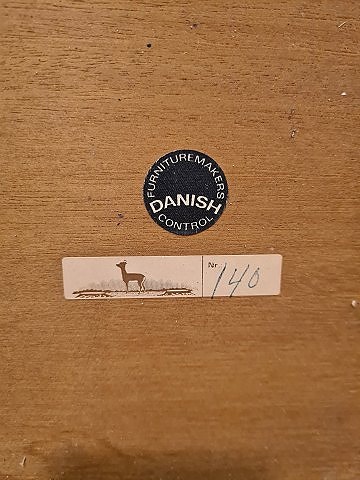 FURNITUREMAKERS
DANISH
CONTROL
Nr. 140